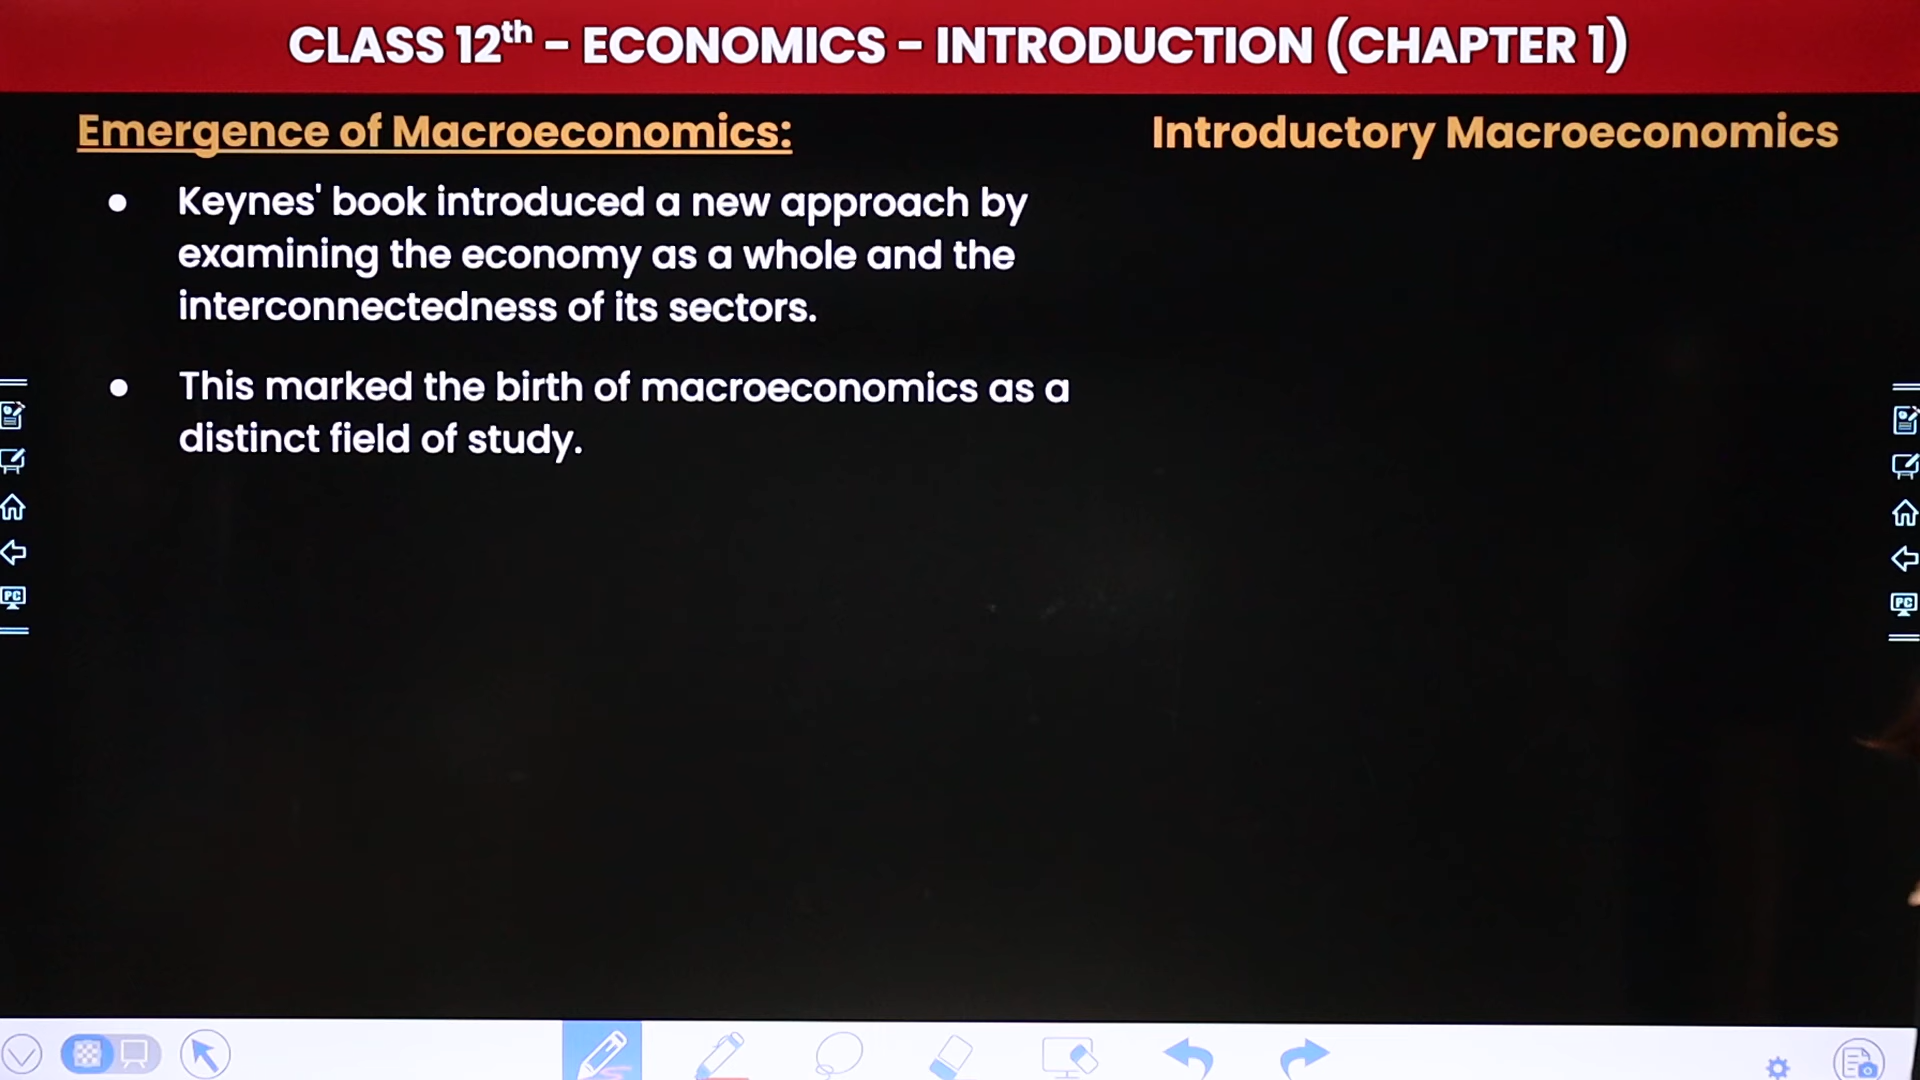 CLASS 12th - ECONOMICS - INTRODUCTION (CHAPTER 1)
Emergence of Macroeconomics:
Introductory Macroeconomics
● Keynes' book introduced a new approach by
examining the economy as a whole and the
interconnectedness of its sectors.
● This marked the birth of macroeconomics as a
distinct field of study.
PC
PC